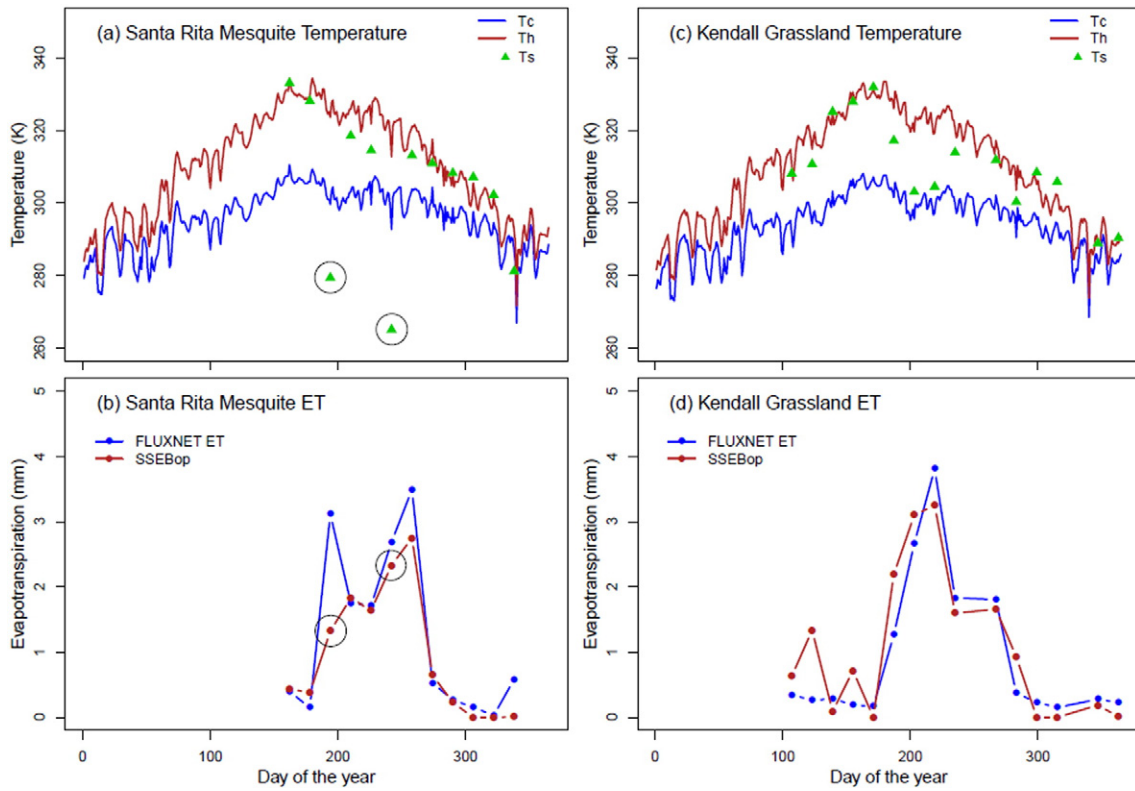 (a) Santa Rita Mesquite Temperature
Tc
Th
Ts
Temperature (K)
340
320
300
280
260
(c) Kendall Grassland Temperature
Tc
Th
Ts
Temperature (K)
340
320
300
280
260
(b) Santa Rita Mesquite ET
FLUXNET ET
SSEBop
Evapotranspiration (mm)
5
4
3
2
1
0
0
100
200
300
Day of the year
(d) Kendall Grassland ET
FLUXNET ET
SSEBop
Evapotranspiration (mm)
5
4
3
2
1
0
0
100
200
300
Day of the year